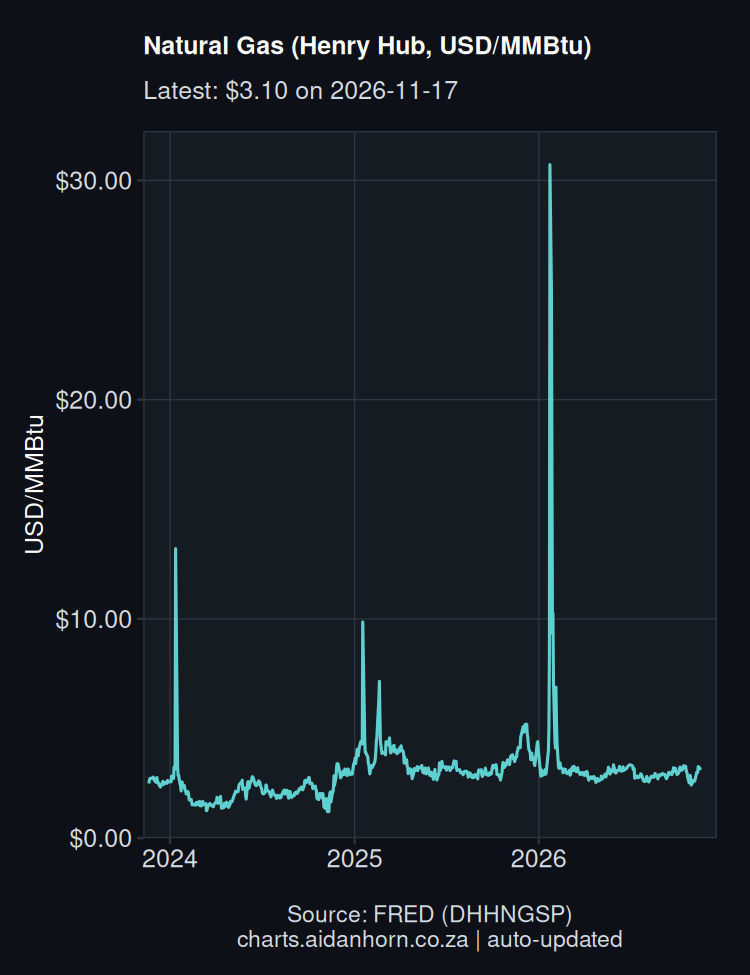 Natural Gas (Henry Hub, USD/MMBtu)
Latest: $3.10 on 2026-11-17
$30.00
$20.00
$10.00
$0.00
USD/MMBtu
2024
2025
2026
Source: FRED (DHHNGSP)
charts.aidanhorn.co.za | auto-updated